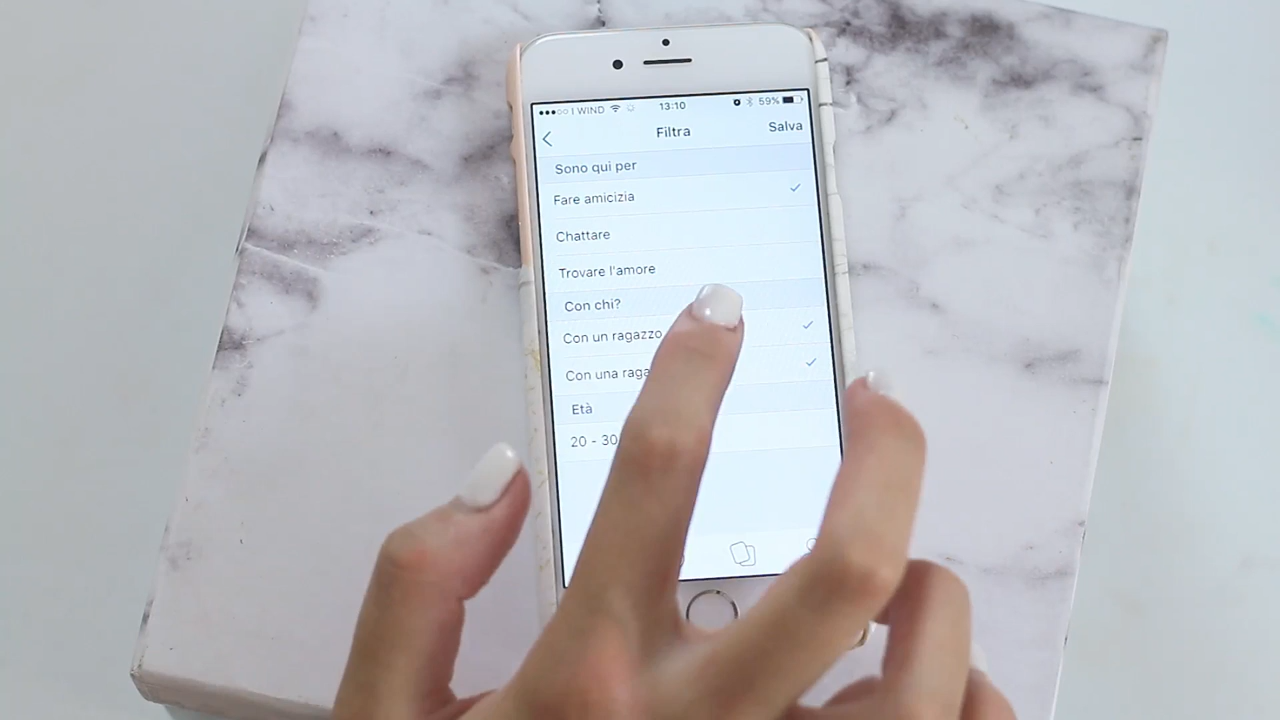 WIND 13:10 59%
Filtra Salva
Sono qui per
Fare amicizia
Chattare
Trovare l'amore
Con chi?
Con un ragazzo
Con una
Età
20 - 30